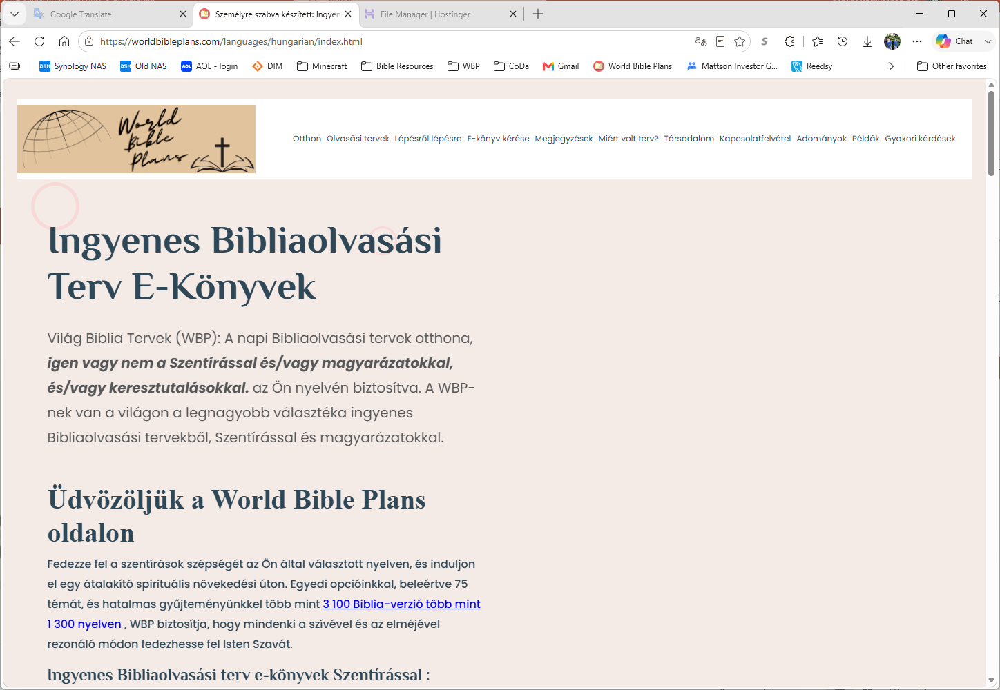 Google Translate
Személyre szabva készített: Ingyen
File Manager | Hostinger
https://worldbibleplans.com/languages/hungarian/index.html
Chat
Synology NAS
Old NAS
AOL - login
DIM
Minecraft
Bible Resources
WBP
CoDa
Gmail
World Bible Plans
Mattson Investor G...
Reedsy
Other favorites
World
Bible
Plans
Otthon Olvasási tervek Lépésről lépésre E-könyv kérése Megjegyzések Miért volt terv? Társadalom Kapcsolatfelvétel Adományok Példák Gyakori kérdések
Ingyenes Bibliaolvasási
Terv E-Könyvek
Világ Biblia Tervek (WBP): A napi Bibliaolvasási tervek otthona,
igen vagy nem a Szentírással és/vagy magyarázatokkal,
és/vagy keresztutalásokkal. az Ön nyelvén biztosítva. A WBP-
nek van a világon a legnagyobb választéka ingyenes
Bibliaolvasási tervekből, Szentírással és magyarázatokkal.
Üdvözöljük a World Bible Plans
oldalon
Fedezze fel a szentírások szépségét az Ön által választott nyelven, és induljon
el egy átalakító spirituális növekedési úton. Egyedi opcióinkkal, beleértve 75
témát, és hatalmas gyűjteményünkkel több mint 3 100 Biblia-verzió több mint
1 300 nyelven , WBP biztosítja, hogy mindenki a szívével és az elméjével
rezonáló módon fedezhesse fel Isten Szavát.
Ingyenes Bibliaolvasási terv e-könyvek Szentírással :